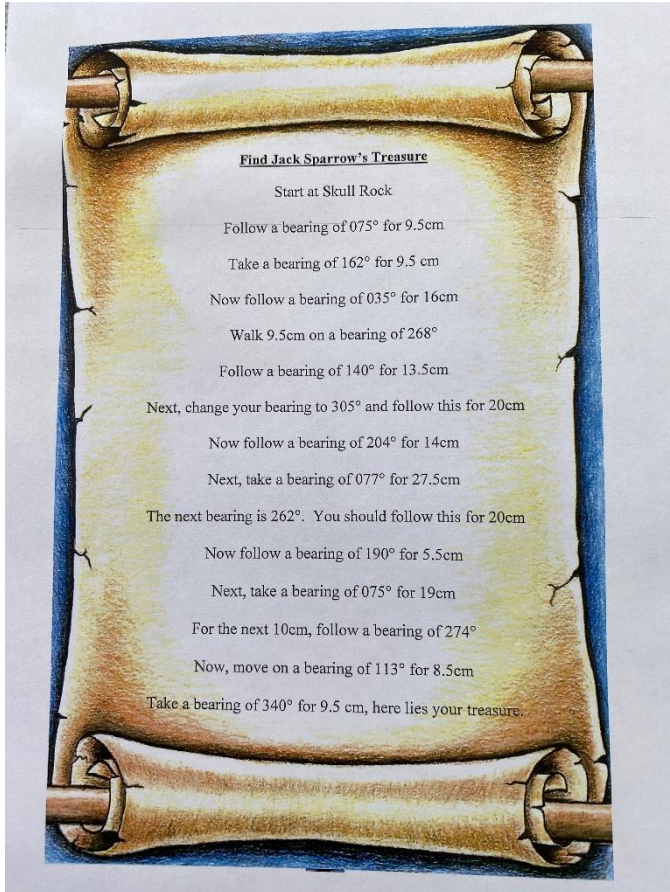 Find Jack Sparrow's Treasure
Start at Skull Rock
Follow a bearing of 075° for 9.5cm
Take a bearing of 162° for 9.5 cm
Now follow a bearing of 035° for 16cm
Walk 9.5cm on a bearing of 268°
Follow a bearing of 140° for 13.5cm
Next, change your bearing to 305° and follow this for 20cm
Now follow a bearing of 204° for 14cm
Next, take a bearing of 077° for 27.5cm
The next bearing is 262°.  You should follow this for 20cm
Now follow a bearing of 190° for 5.5cm
Next, take a bearing of 075° for 19cm
For the next 10cm, follow a bearing of 274°
Now, move on a bearing of 113° for 8.5cm
Take a bearing of 340° for 9.5 cm, here lies your treasure.